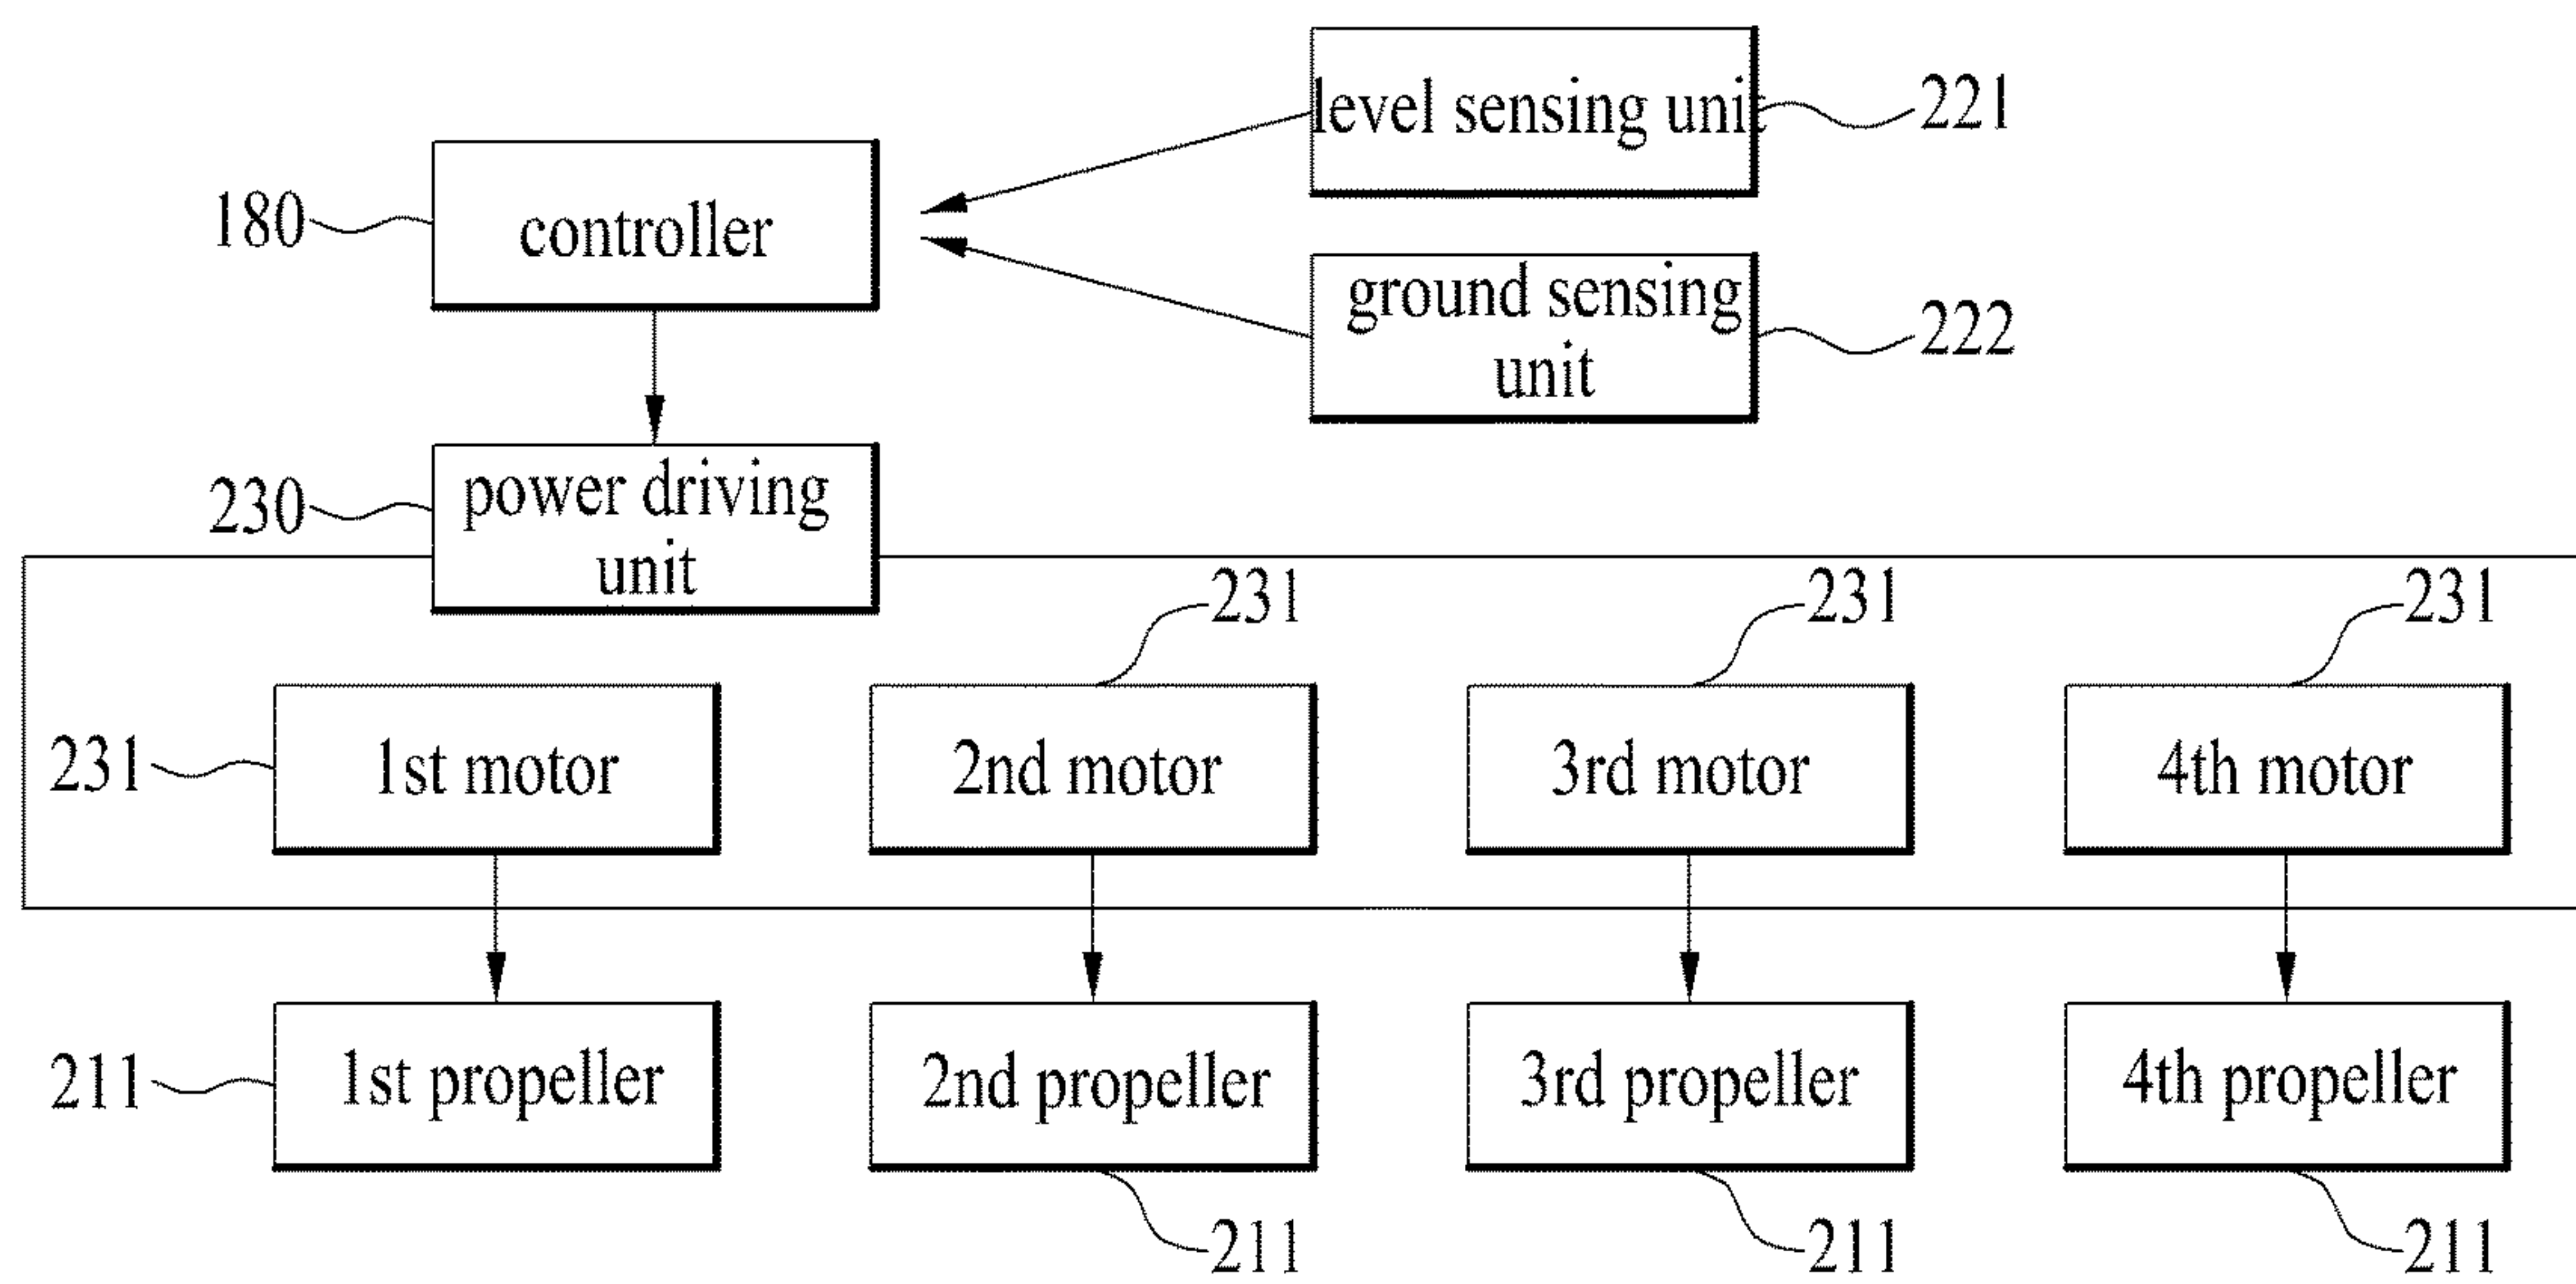 level sensing unit
221
180
controller
ground sensing
unit
222
230
power driving
unit
231
231
231
231
1st motor
2nd motor
3rd motor
4th motor
211
1st propeller
2nd propeller
3rd propeller
4th propeller
211
211
211